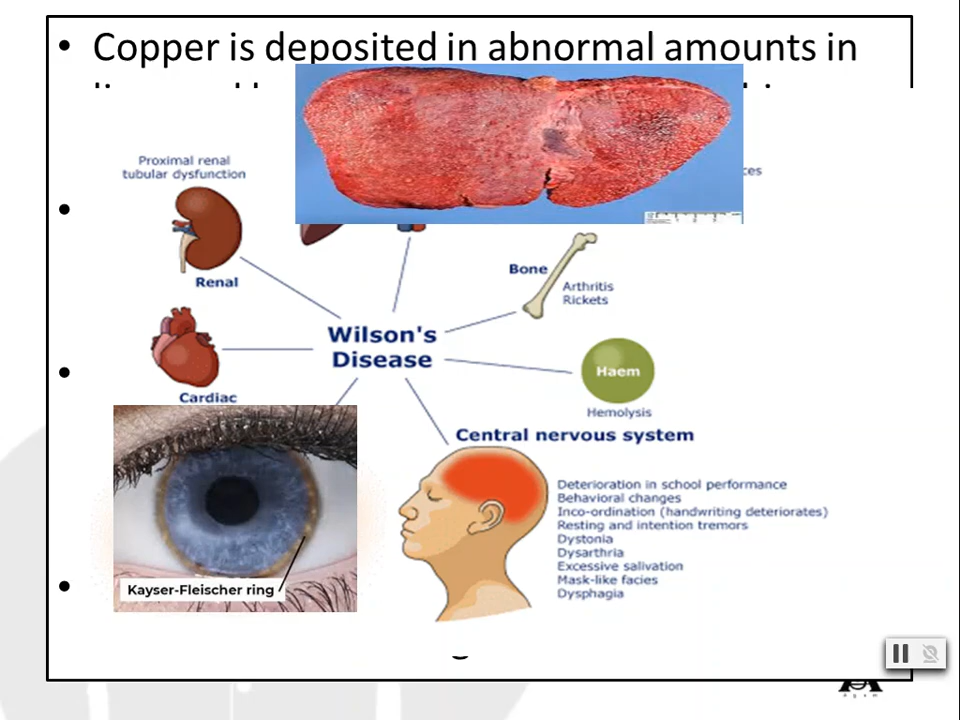 Copper is deposited in abnormal amounts in
Proximal renal
tubular dysfunction
Renal
Bone
Arthritis
Rickets
Wilson's
Disease
Cardiac
Haem
Hemolysis
Central nervous system
Deterioration in school performance
Behavioral changes
Inco-ordination (handwriting deteriorates)
Resting and intention tremors
Dystonia
Dysarthria
Excessive salivation
Mask-like facies
Dysphagia
Kayser-Fleischer ring